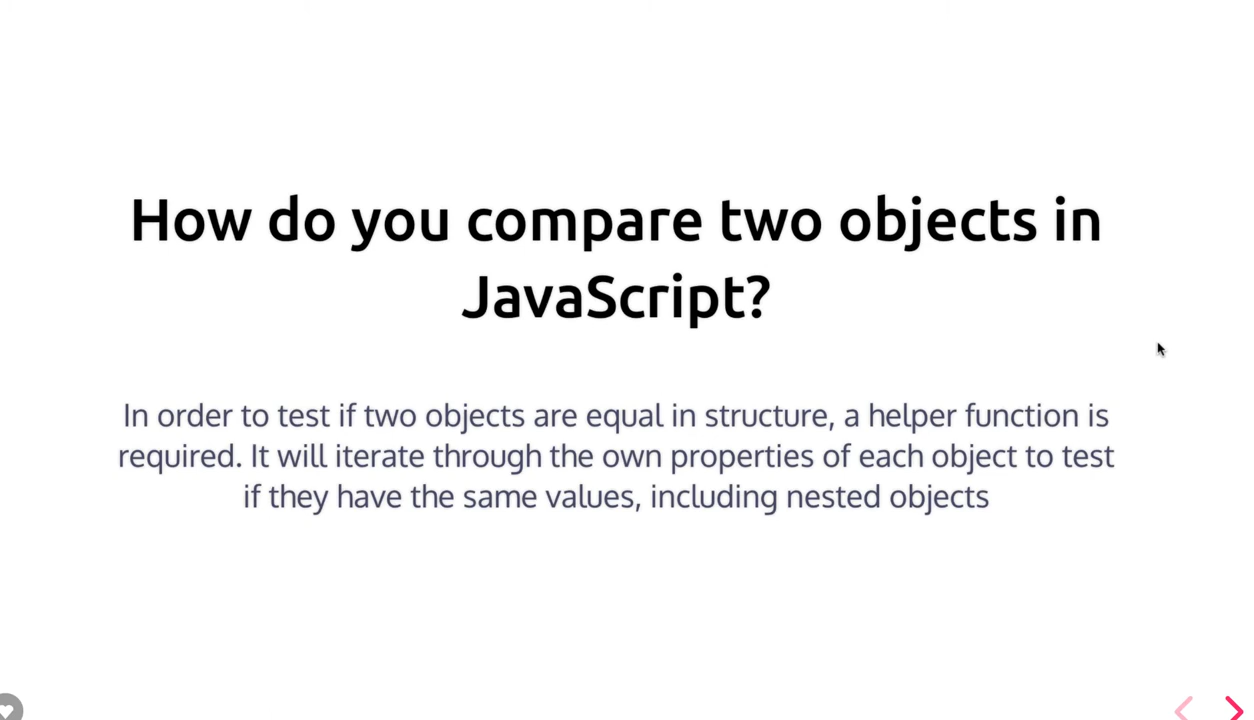 How do you compare two objects in
JavaScript?
In order to test if two objects are equal in structure, a helper function is
required. It will iterate through the own properties of each object to test
if they have the same values, including nested objects